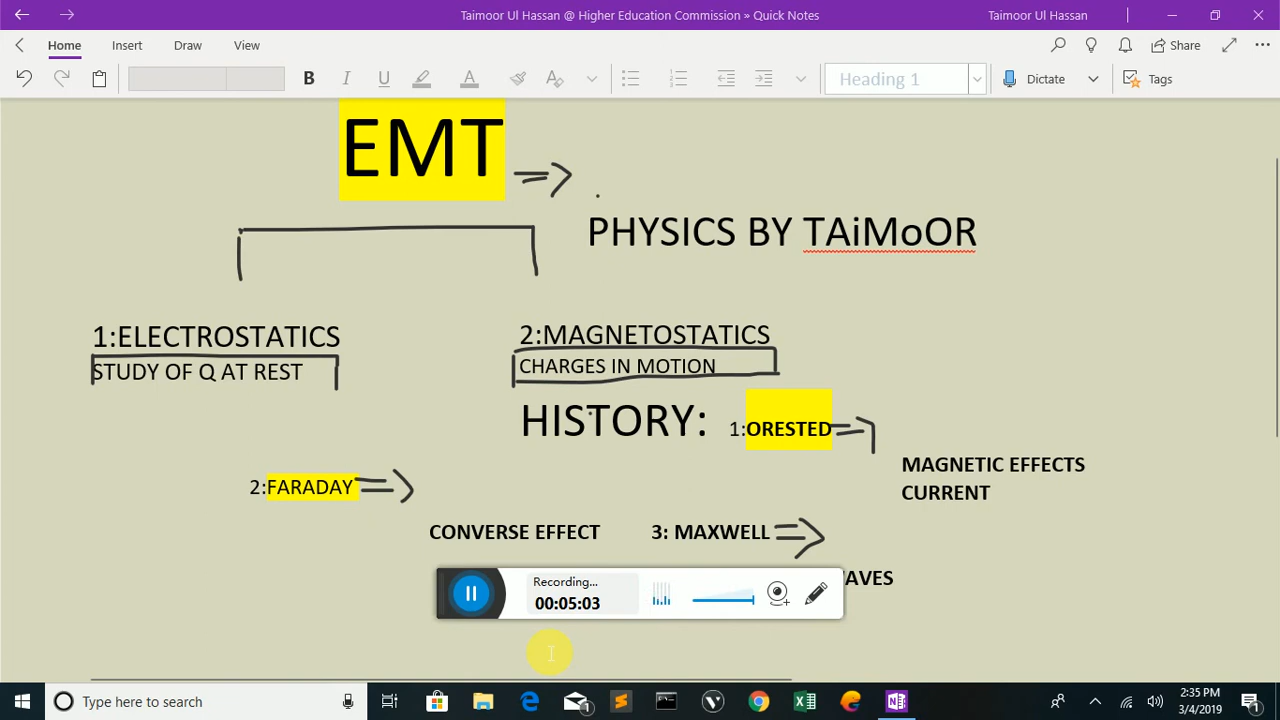 Taimoor Ul Hassan @ Higher Education Commission » Quick Notes
Taimoor Ul Hassan
Home Insert Draw View
Share
B I U A A
Heading 1
Dictate
Tags
EMT
PHYSICS BY TAiMoOR
1:ELECTROSTATICS
STUDY OF Q AT REST
2:MAGNETOSTATICS
CHARGES IN MOTION
HISTORY: 1:ORESTED
MAGNETIC EFFECTS
CURRENT
2:FARADAY
CONVERSE EFFECT 3: MAXWELL
AVES
Recording...
00:05:03
Type here to search
1
2:35 PM
3/4/2019
1